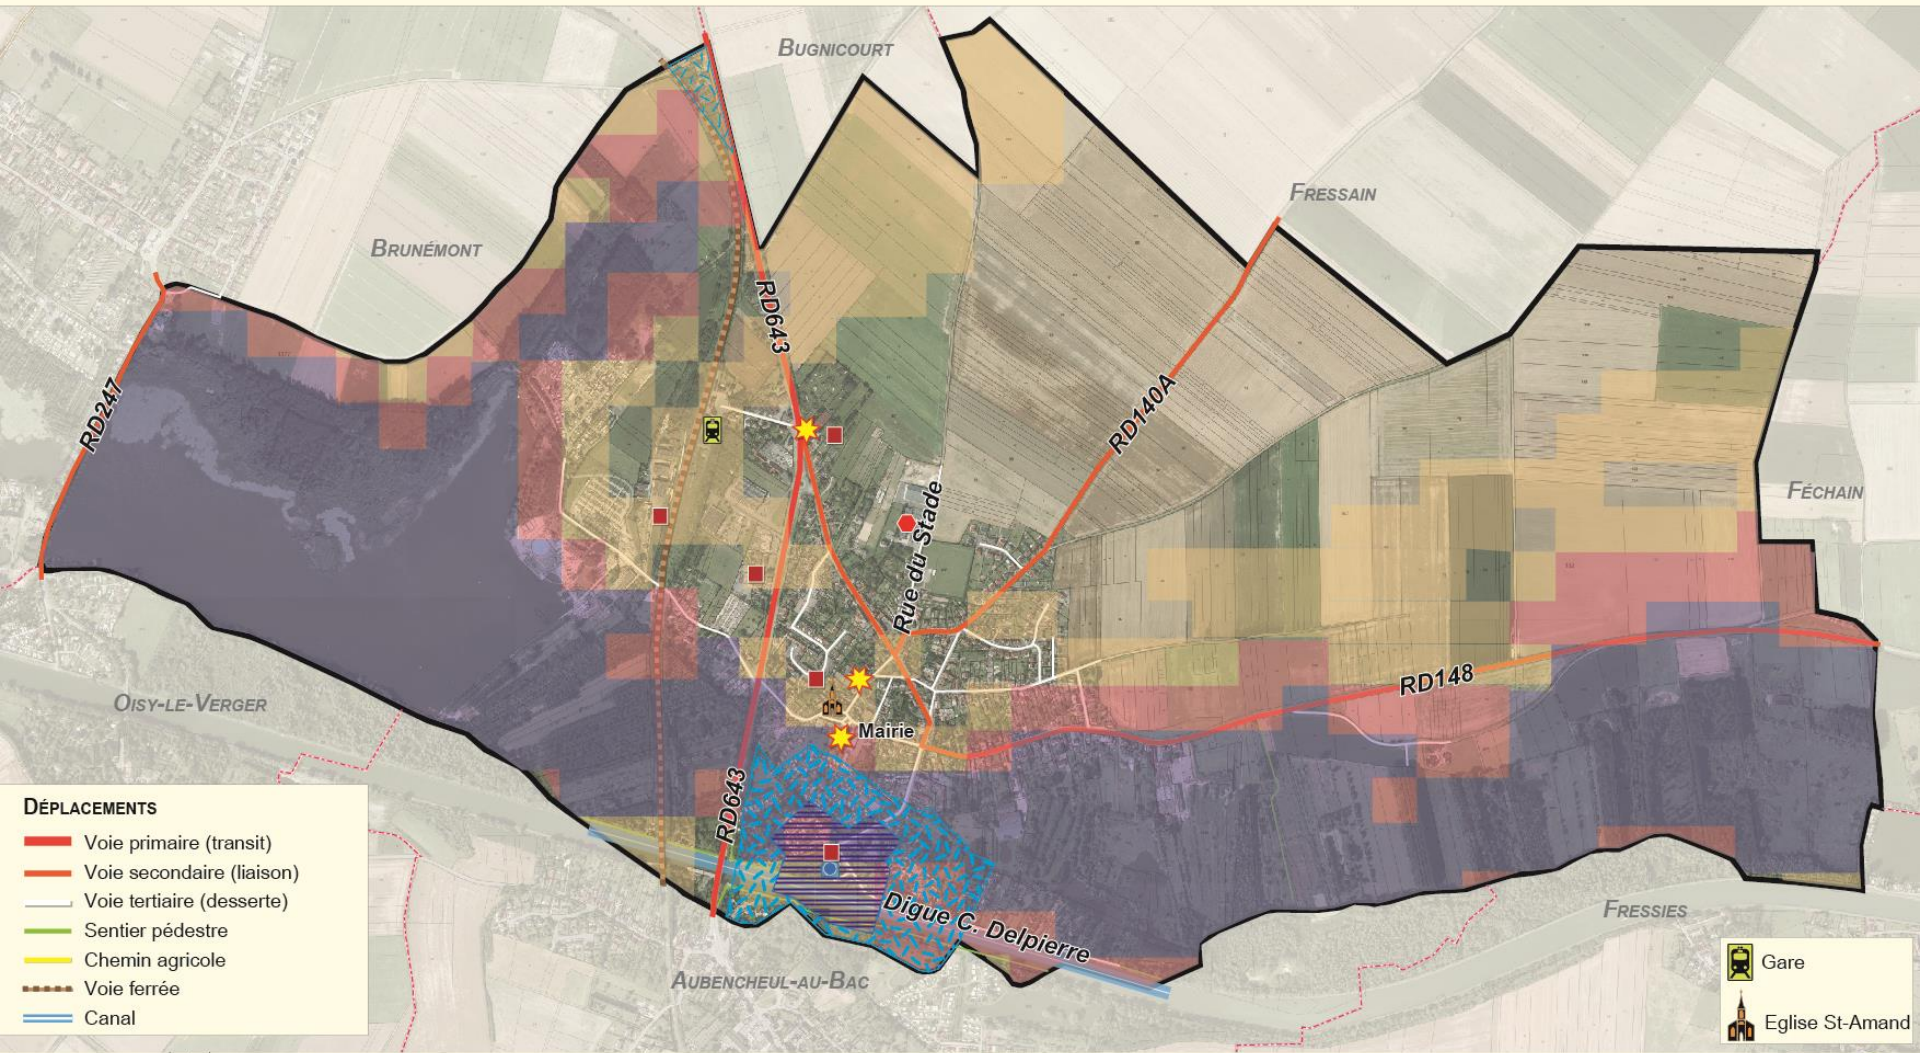 BUGNICOURT
FRESSAIN
BRUNÉMONT
RD643
RD247
RD140A
FÉCHAIN
Rue du Stade
RD148
OISY-LE-VERGER
Mairie
RD643
DÉPLACEMENTS
Voie primaire (transit)
Voie secondaire (liaison)
Voie tertiaire (desserte)
Sentier pédestre
Chemin agricole
Voie ferrée
Canal
Digue C. Delpierre
FRESSIES
AUBENCHEUL-AU-BAC
Gare
Eglise St-Amand